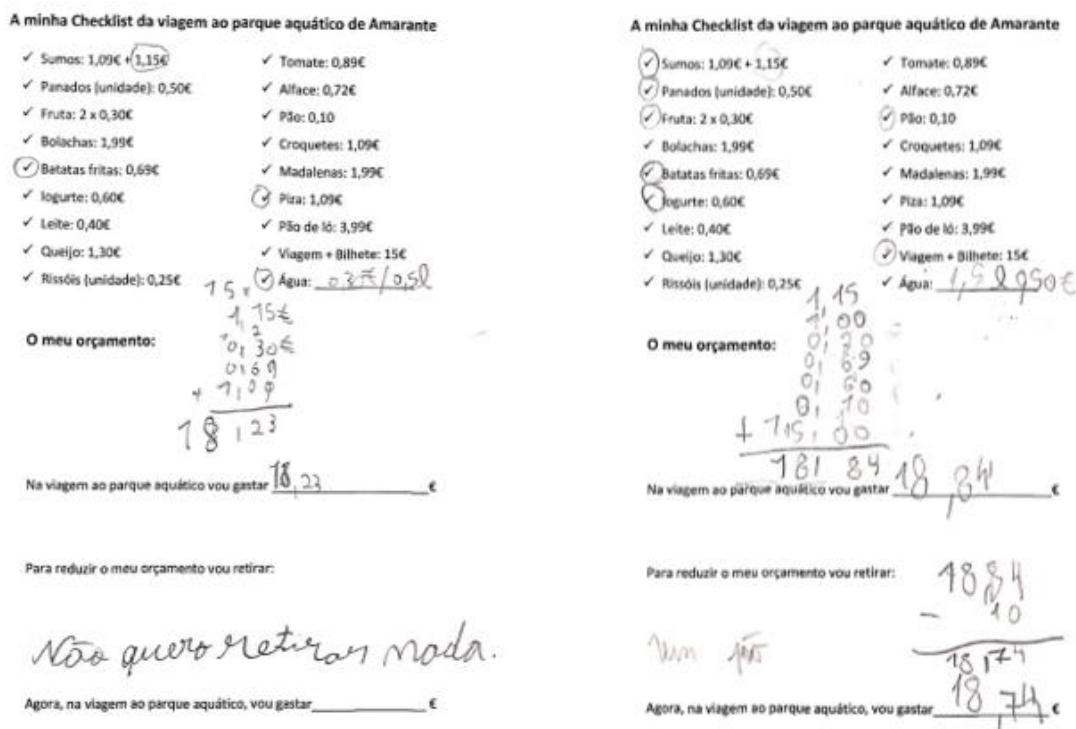 A minha Checklist da viagem ao parque aquático de Amarante
✓ Sumos: 1,09€ + 1,15€
✓ Panados (unidade): 0,50€
✓ Fruta: 2 x 0,30€
✓ Bolachas: 1,99€
✓ Batatas fritas: 0,69€
✓ Iogurte: 0,60€
✓ Leite: 0,40€
✓ Queijo: 1,30€
✓ Rissóis (unidade): 0,25€
✓ Tomate: 0,89€
✓ Alface: 0,72€
✓ Pão: 0,10
✓ Croquetes: 1,09€
✓ Madalenas: 1,99€
✓ Piza: 1,09€
✓ Pão de ló: 3,99€
✓ Viagem + Bilhete: 15€
✓ Água: /0,5l
O meu orçamento:
15,
1,15€
0,30€
0,69
+ 1,09
18,23
Na viagem ao parque aquático vou gastar 18,23 €
Para reduzir o meu orçamento vou retirar:
Não quero retirar nada.
Agora, na viagem ao parque aquático, vou gastar €
A minha Checklist da viagem ao parque aquático de Amarante
✓ Sumos: 1,09€ + 1,15€
✓ Panados (unidade): 0,50€
✓ Fruta: 2 x 0,30€
✓ Bolachas: 1,99€
✓ Batatas fritas: 0,69€
✓ Iogurte: 0,60€
✓ Leite: 0,40€
✓ Queijo: 1,30€
✓ Rissóis (unidade): 0,25€
✓ Tomate: 0,89€
✓ Alface: 0,72€
✓ Pão: 0,10
✓ Croquetes: 1,09€
✓ Madalenas: 1,99€
✓ Piza: 1,09€
✓ Pão de ló: 3,99€
✓ Viagem + Bilhete: 15€
✓ Água: 1,5l 0,50€
O meu orçamento:
1,15
1,00
0,69
0,60
0,10
+ 15,00
18,84
Na viagem ao parque aquático vou gastar 18,84 €
Para reduzir o meu orçamento vou retirar:
18,84
- 10
18,74
Um pão
Agora, na viagem ao parque aquático, vou gastar 18,74 €